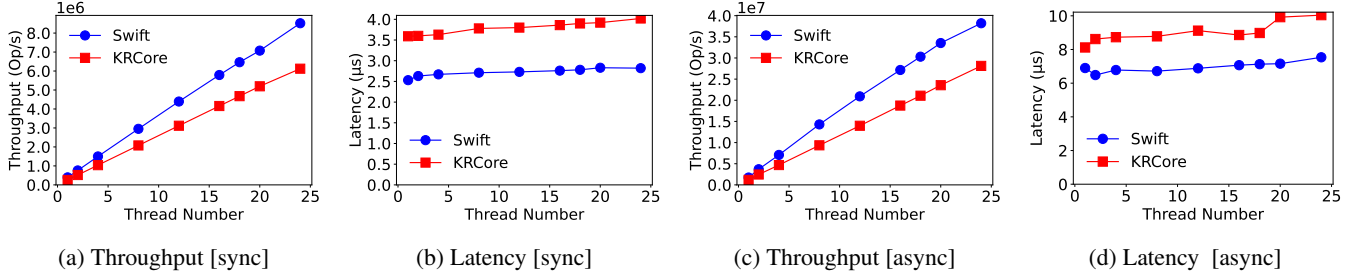 1e6
8.0
7.0
6.0
5.0
4.0
3.0
2.0
1.0
0.0
Throughput (Op/s)
Swift
KRCore
0 5 10 15 20 25
Thread Number
(a) Throughput [sync]
4.0
3.5
3.0
2.5
2.0
1.5
1.0
0.5
0.0
Latency (μs)
Swift
KRCore
0 5 10 15 20 25
Thread Number
(b) Latency [sync]
1e7
4.0
3.5
3.0
2.5
2.0
1.5
1.0
0.5
0.0
Throughput (Op/s)
Swift
KRCore
0 5 10 15 20 25
Thread Number
(c) Throughput [async]
10
8
6
4
2
0
Latency (μs)
Swift
KRCore
0 5 10 15 20 25
Thread Number
(d) Latency [async]